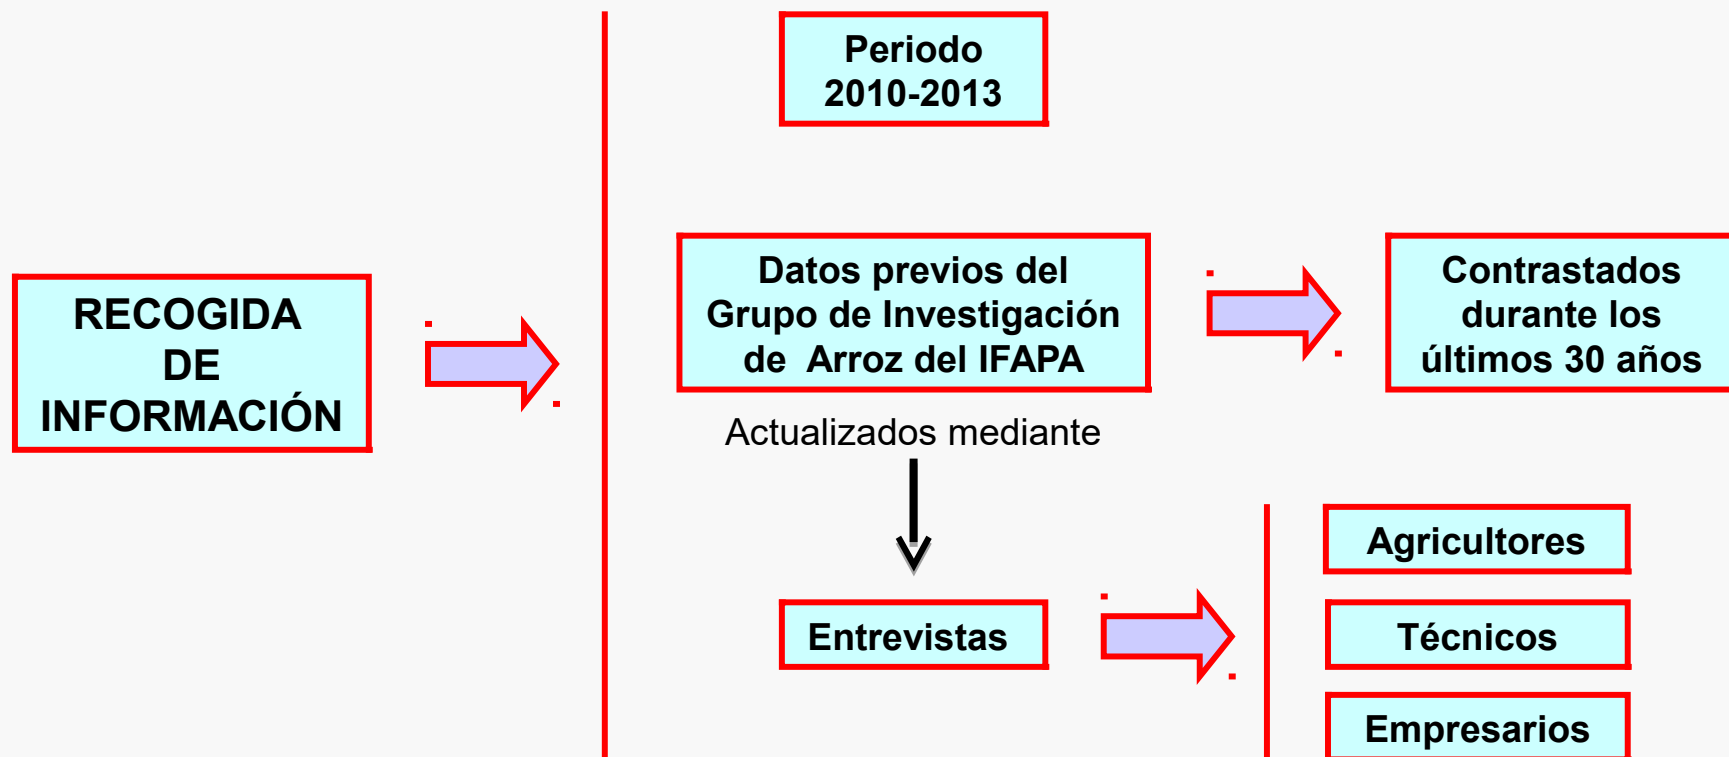 RECOGIDA
DE
INFORMACIÓN
Periodo
2010-2013
Datos previos del
Grupo de Investigación
de Arroz del IFAPA
Contrastados
durante los
últimos 30 años
Actualizados mediante
Entrevistas
Agricultores
Técnicos
Empresarios